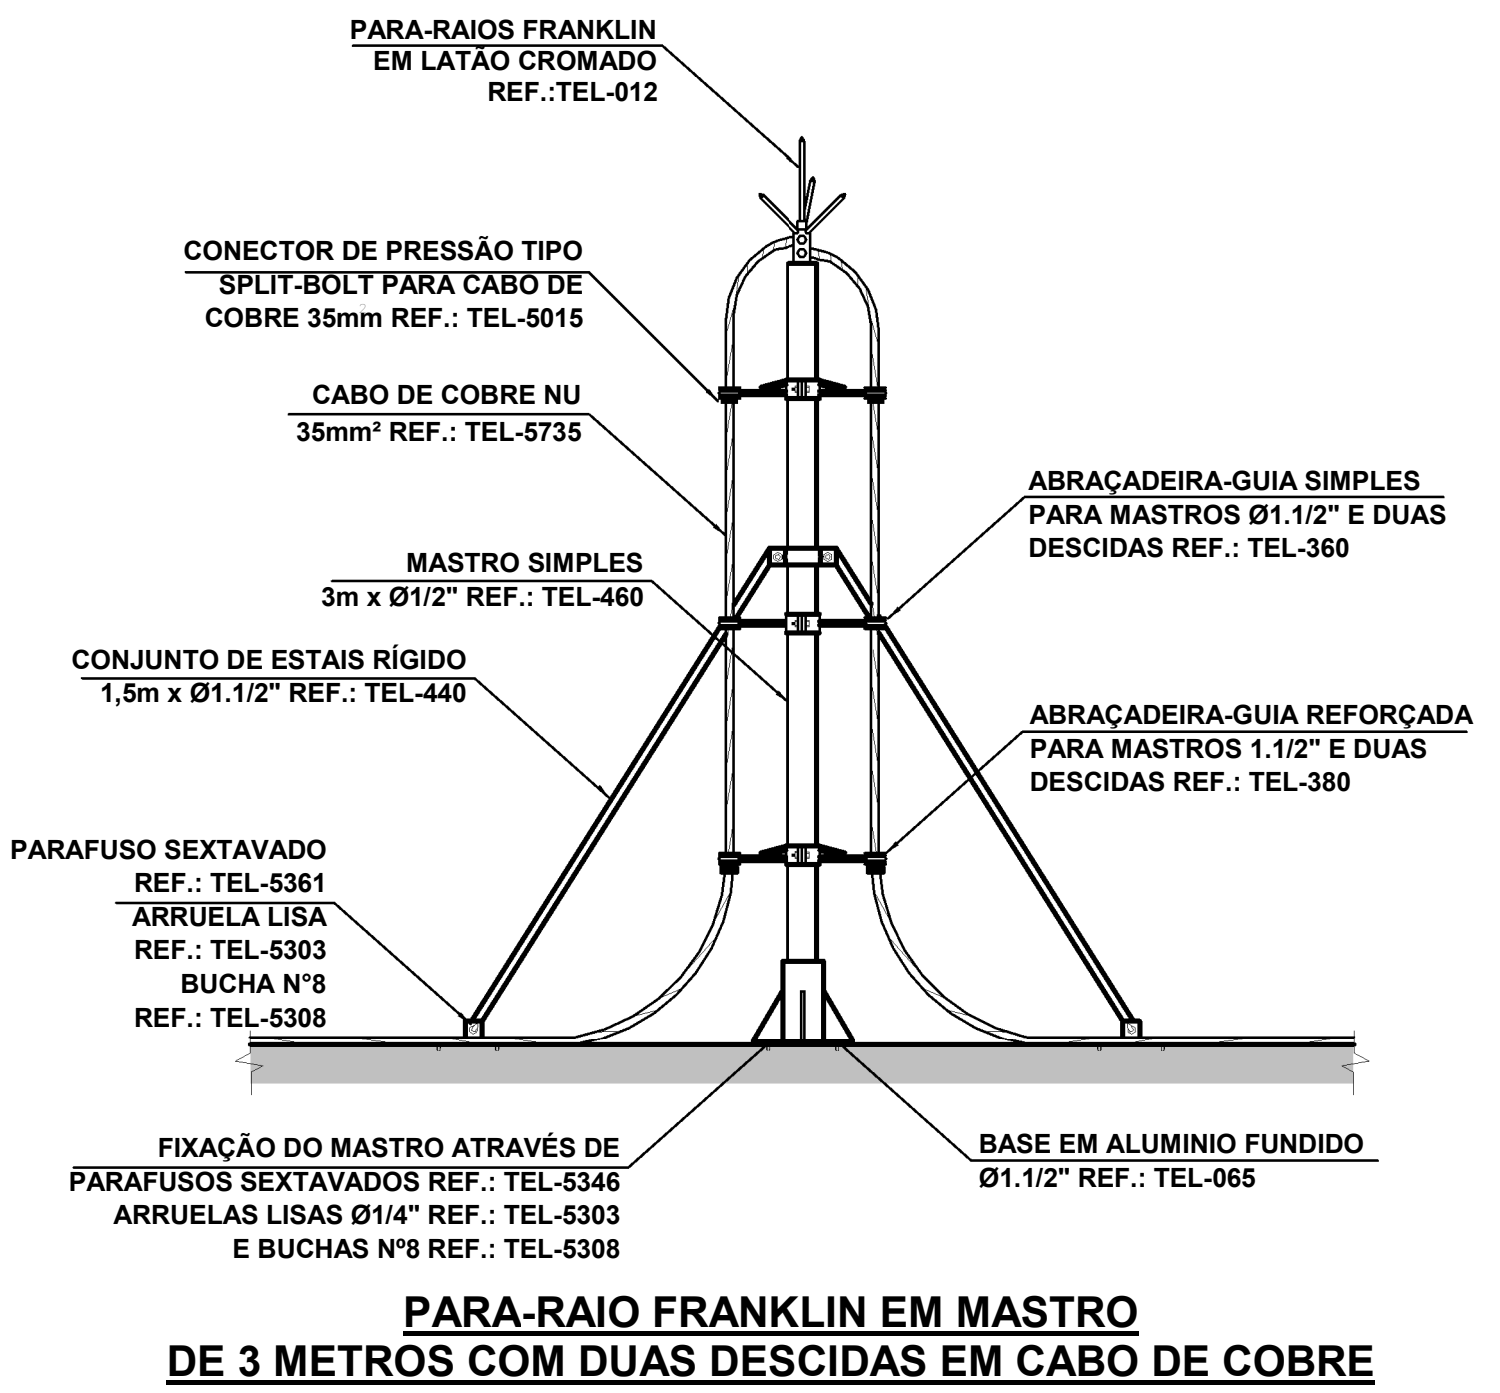 PARA-RAIOS FRANKLIN
EM LATÃO CROMADO
REF.:TEL-012
CONECTOR DE PRESSÃO TIPO
SPLIT-BOLT PARA CABO DE
COBRE 35mm² REF.: TEL-5015
CABO DE COBRE NU
35mm² REF.: TEL-5735
ABRAÇADEIRA-GUIA SIMPLES
PARA MASTROS Ø1.1/2" E DUAS
DESCIDAS REF.: TEL-360
MASTRO SIMPLES
3m x Ø1/2" REF.: TEL-460
CONJUNTO DE ESTAIS RÍGIDO
1,5m x Ø1.1/2" REF.: TEL-440
ABRAÇADEIRA-GUIA REFORÇADA
PARA MASTROS 1.1/2" E DUAS
DESCIDAS REF.: TEL-380
PARAFUSO SEXTAVADO
REF.: TEL-5361
ARRUELA LISA
REF.: TEL-5303
BUCHA N°8
REF.: TEL-5308
FIXAÇÃO DO MASTRO ATRAVÉS DE
PARAFUSOS SEXTAVADOS REF.: TEL-5346
ARRUELAS LISAS Ø1/4" REF.: TEL-5303
E BUCHAS Nº8 REF.: TEL-5308
BASE EM ALUMINIO FUNDIDO
Ø1.1/2" REF.: TEL-065
PARA-RAIO FRANKLIN EM MASTRO
DE 3 METROS COM DUAS DESCIDAS EM CABO DE COBRE